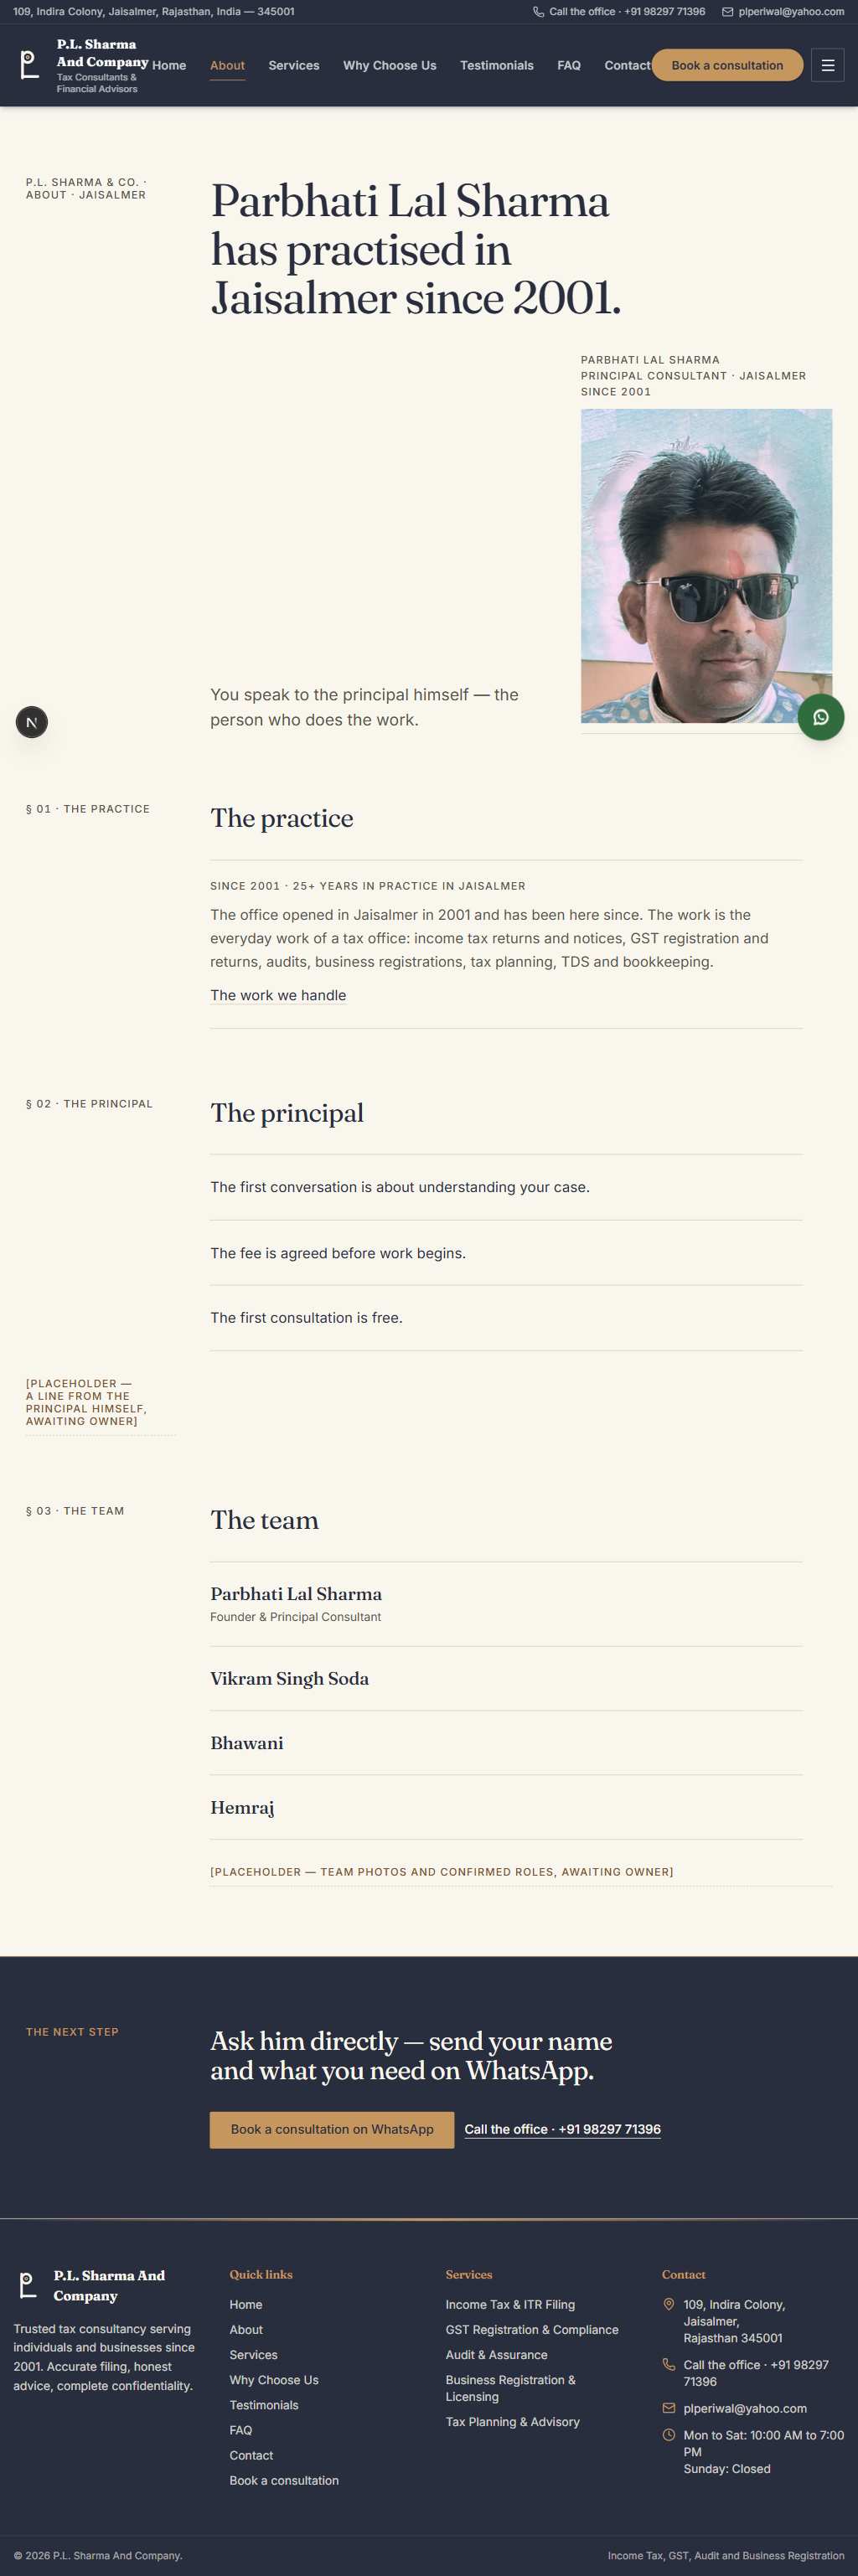 109, Indira Colony, Jaisalmer, Rajasthan, India — 345001
Call the office · +91 98297 71396
plperiwal@yahoo.com
P.L. Sharma
And Company
Tax Consultants &
Financial Advisors
Home
About
Services
Why Choose Us
Testimonials
FAQ
Contact
Book a consultation
P.L. SHARMA & CO. ·
ABOUT · JAISALMER
Parbhati Lal Sharma
has practised in
Jaisalmer since 2001.
PARBHATI LAL SHARMA
PRINCIPAL CONSULTANT · JAISALMER
SINCE 2001
You speak to the principal himself — the
person who does the work.
N
§ 01 · THE PRACTICE
The practice
SINCE 2001 · 25+ YEARS IN PRACTICE IN JAISALMER
The office opened in Jaisalmer in 2001 and has been here since. The work is the
everyday work of a tax office: income tax returns and notices, GST registration and
returns, audits, business registrations, tax planning, TDS and bookkeeping.
The work we handle
§ 02 · THE PRINCIPAL
The principal
The first conversation is about understanding your case.
The fee is agreed before work begins.
The first consultation is free.
[PLACEHOLDER —
A LINE FROM THE
PRINCIPAL HIMSELF,
AWAITING OWNER]
§ 03 · THE TEAM
The team
Parbhati Lal Sharma
Founder & Principal Consultant
Vikram Singh Soda
Bhawani
Hemraj
[PLACEHOLDER — TEAM PHOTOS AND CONFIRMED ROLES, AWAITING OWNER]
THE NEXT STEP
Ask him directly — send your name
and what you need on WhatsApp.
Book a consultation on WhatsApp
Call the office · +91 98297 71396
P.L. Sharma And
Company
Trusted tax consultancy serving
individuals and businesses since
2001. Accurate filing, honest
advice, complete confidentiality.
Quick links
Home
About
Services
Why Choose Us
Testimonials
FAQ
Contact
Book a consultation
Services
Income Tax & ITR Filing
GST Registration & Compliance
Audit & Assurance
Business Registration &
Licensing
Tax Planning & Advisory
Contact
109, Indira Colony,
Jaisalmer,
Rajasthan 345001
Call the office · +91 98297
71396
plperiwal@yahoo.com
Mon to Sat: 10:00 AM to 7:00
PM
Sunday: Closed
© 2026 P.L. Sharma And Company.
Income Tax, GST, Audit and Business Registration